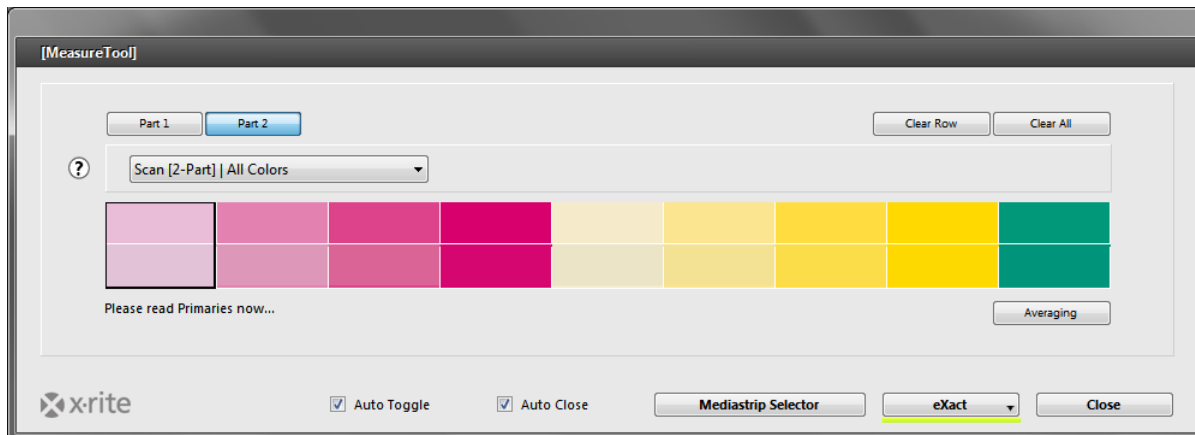 [MeasureTool]
Part 1 Part 2 Clear Row Clear All
? Scan [2-Part] | All Colors
Please read Primaries now...
Averaging
x·rite Auto Toggle Auto Close Mediastrip Selector eXact Close